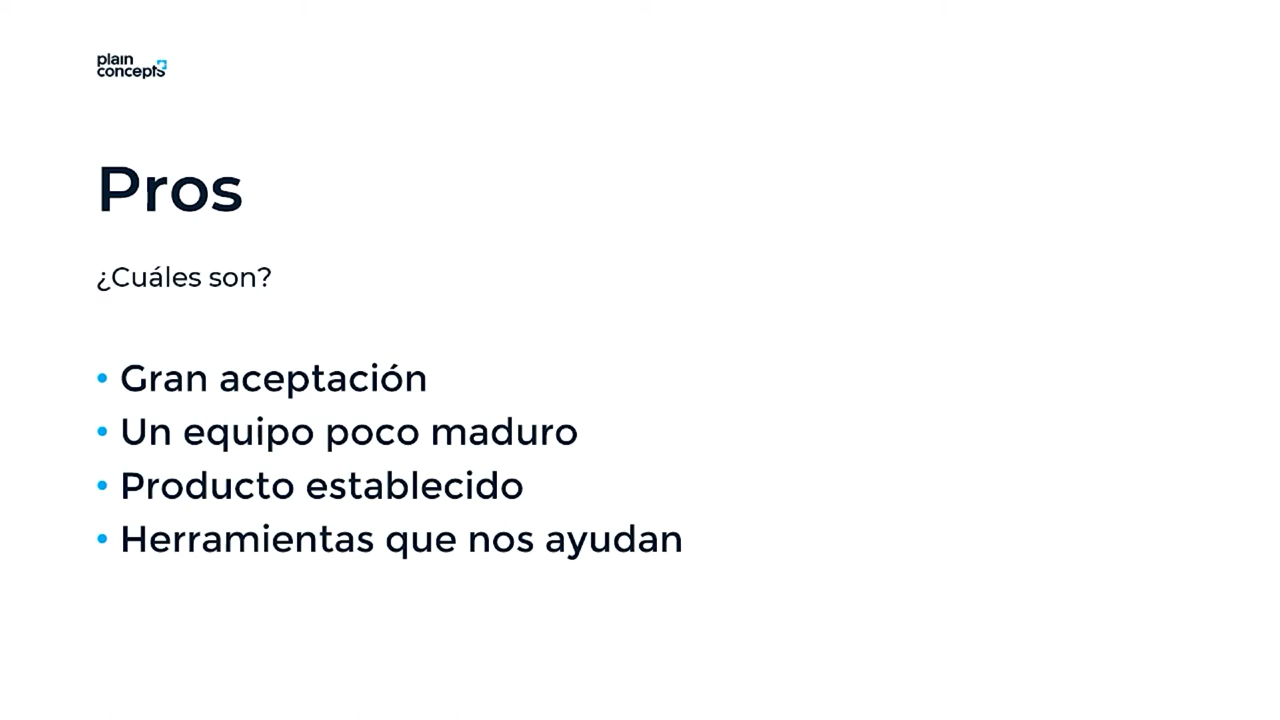 plain
concepts
Pros
¿Cuáles son?
• Gran aceptación
• Un equipo poco maduro
• Producto establecido
• Herramientas que nos ayudan